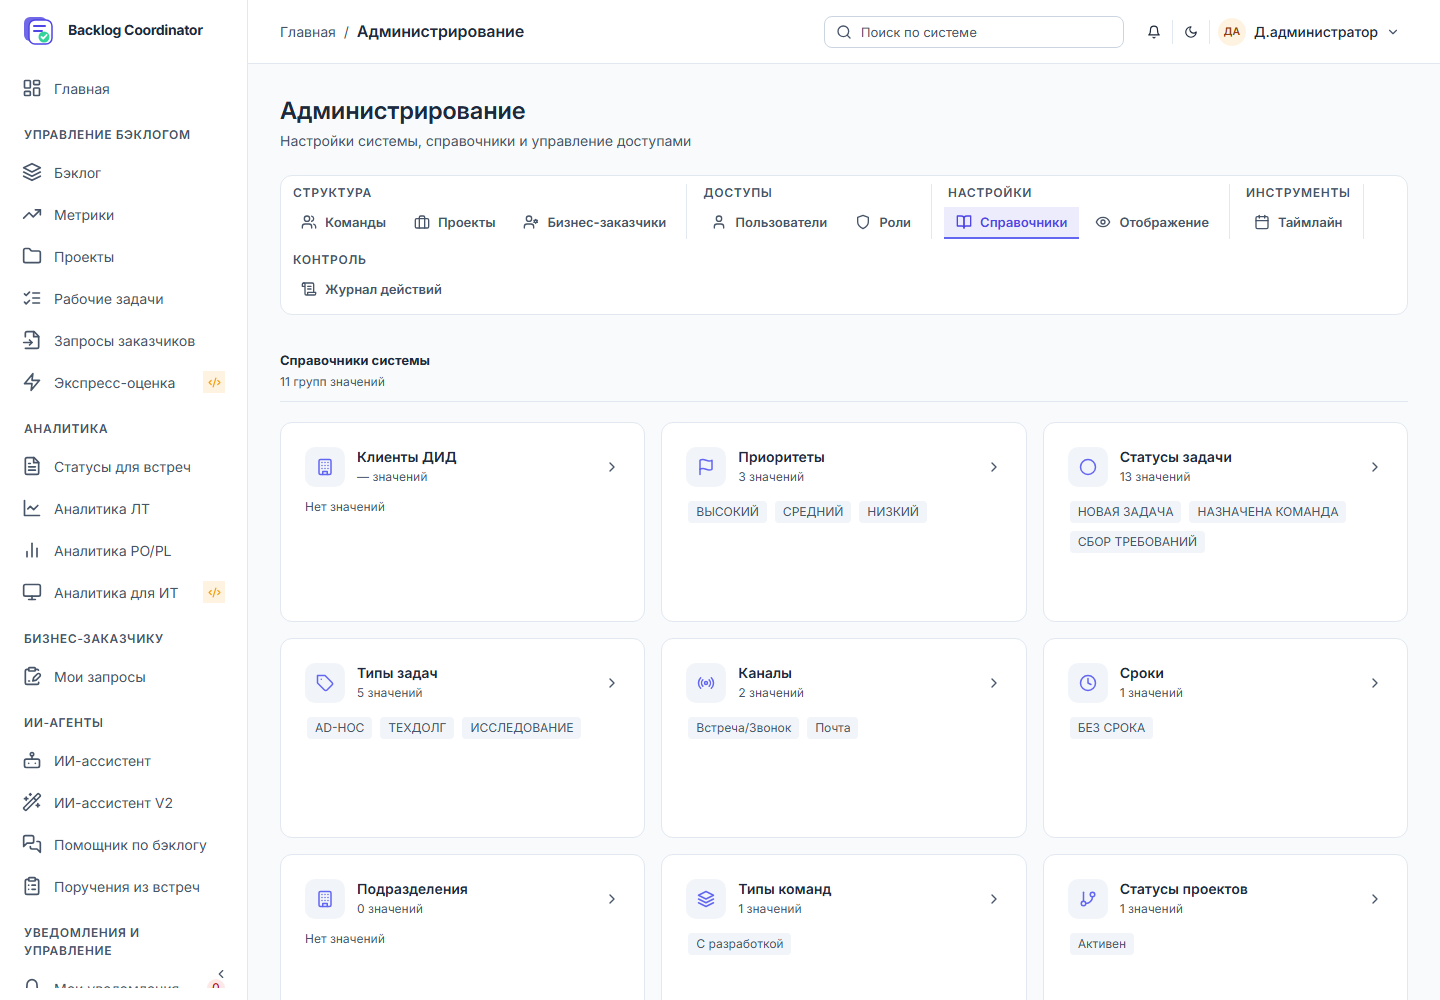 Backlog Coordinator
Главная / Администрирование
Поиск по системе
ДА Д.администратор
Главная
УПРАВЛЕНИЕ БЭКЛОГОМ
Бэклог
Метрики
Проекты
Рабочие задачи
Запросы заказчиков
Экспресс-оценка
АНАЛИТИКА
Статусы для встреч
Аналитика ЛТ
Аналитика PO/PL
Аналитика для ИТ
БИЗНЕС-ЗАКАЗЧИКУ
Мои запросы
ИИ-АГЕНТЫ
ИИ-ассистент
ИИ-ассистент V2
Помощник по бэклогу
Поручения из встреч
УВЕДОМЛЕНИЯ И
УПРАВЛЕНИЕ
Мои уведомления
Администрирование
Настройки системы, справочники и управление доступами
СТРУКТУРА
Команды Проекты Бизнес-заказчики
ДОСТУПЫ
Пользователи Роли
НАСТРОЙКИ
Справочники Отображение
ИНСТРУМЕНТЫ
Таймлайн
КОНТРОЛЬ
Журнал действий
Справочники системы
11 групп значений
Клиенты ДИД
— значений
Нет значений
Приоритеты
3 значений
ВЫСОКИЙ СРЕДНИЙ НИЗКИЙ
Статусы задачи
13 значений
НОВАЯ ЗАДАЧА НАЗНАЧЕНА КОМАНДА
СБОР ТРЕБОВАНИЙ
Типы задач
5 значений
AD-HOC ТЕХДОЛГ ИССЛЕДОВАНИЕ
Каналы
2 значений
Встреча/Звонок Почта
Сроки
1 значений
БЕЗ СРОКА
Подразделения
0 значений
Нет значений
Типы команд
1 значений
С разработкой
Статусы проектов
1 значений
Активен